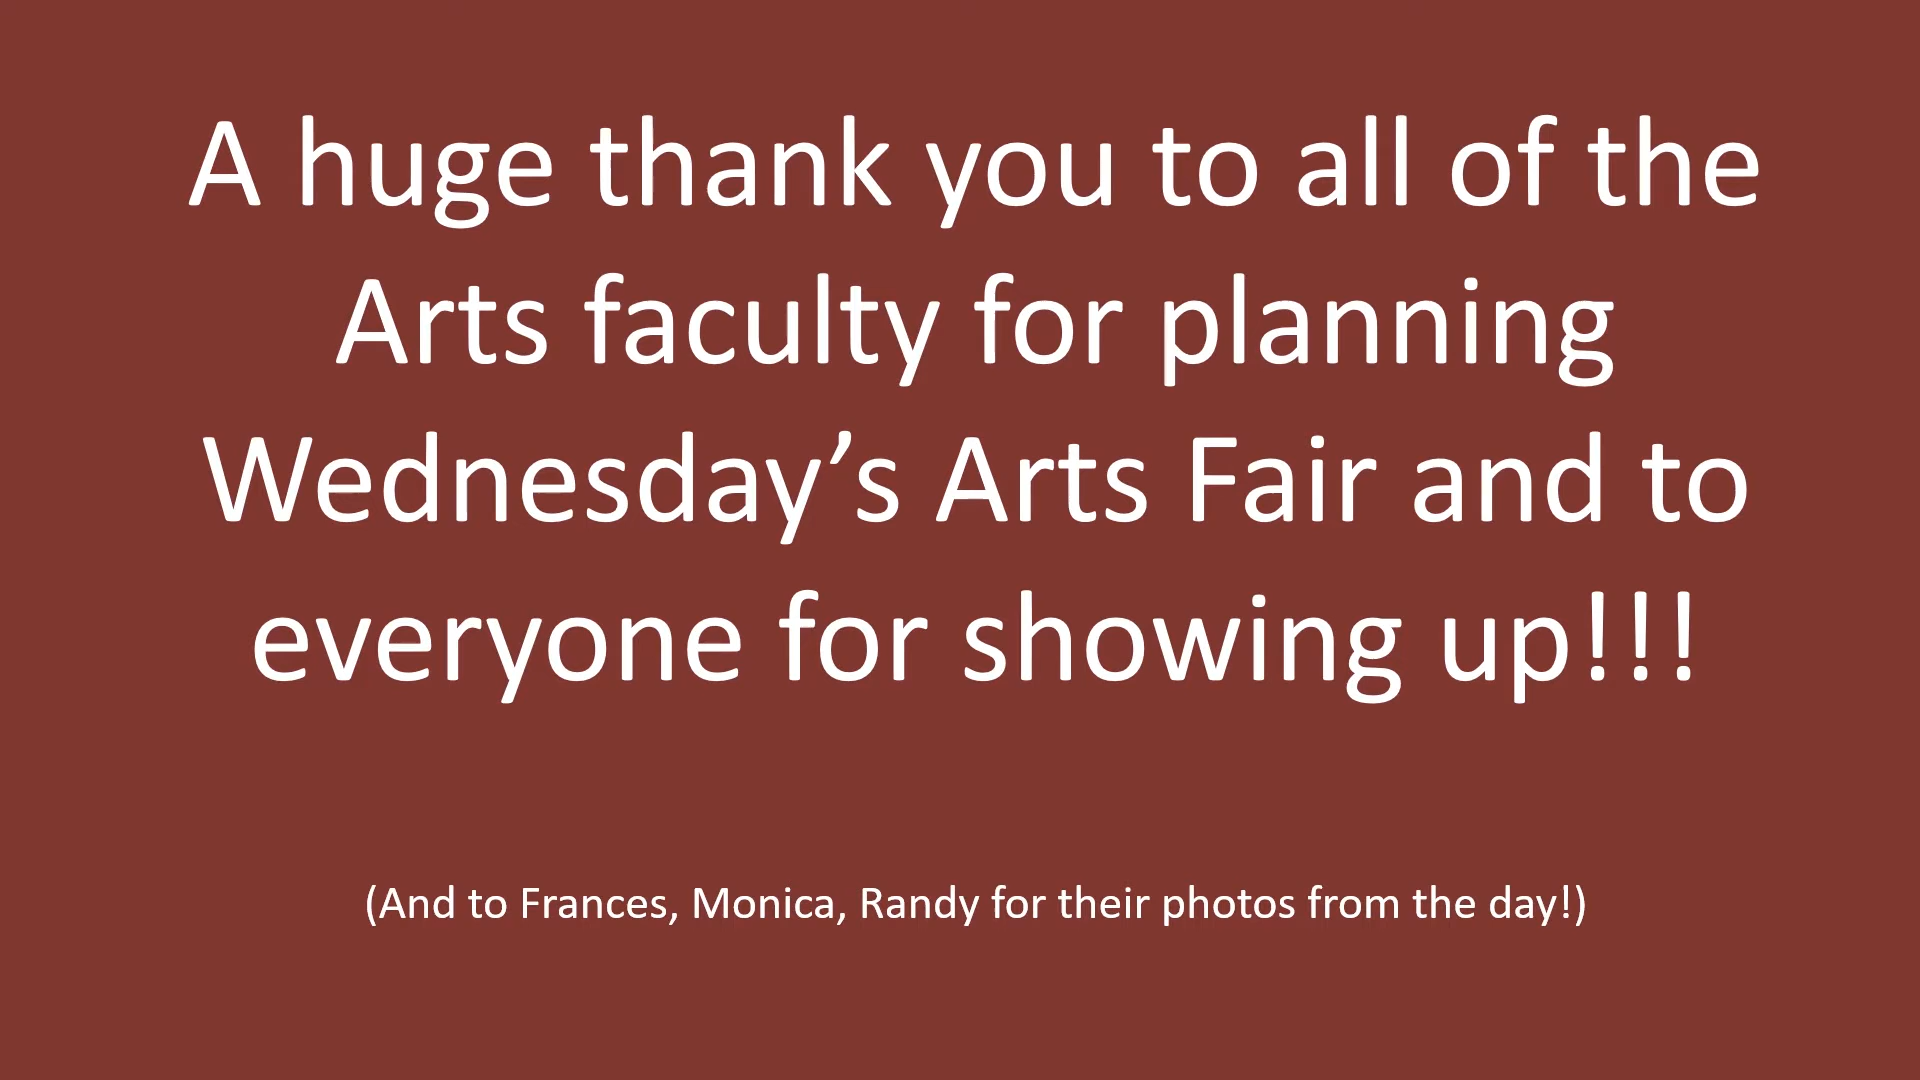 A huge thank you to all of the
Arts faculty for planning
Wednesday’s Arts Fair and to
everyone for showing up!!!
(And to Frances, Monica, Randy for their photos from the day!)